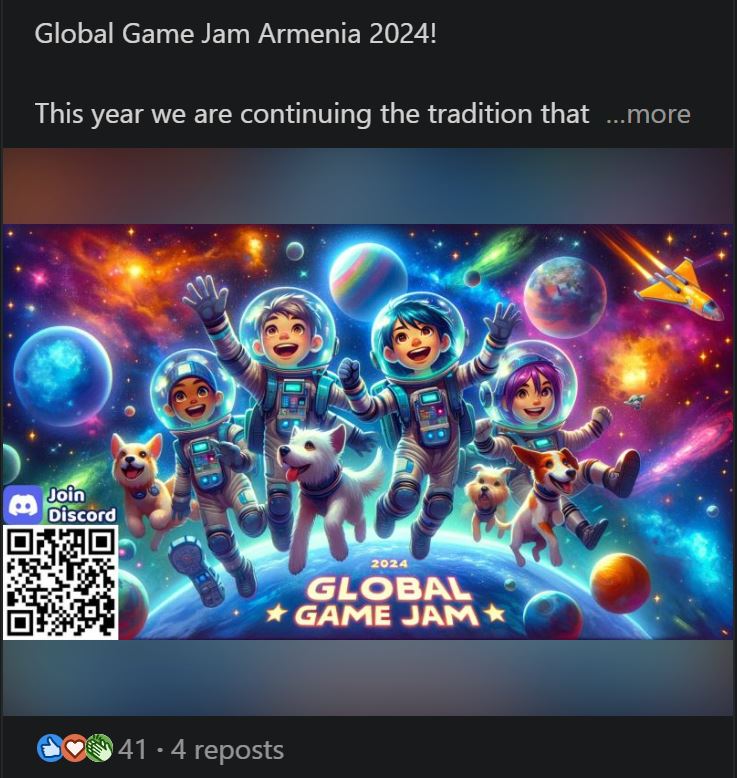 Global Game Jam Armenia 2024!
This year we are continuing the tradition that ...more
Join
Discord
2024
GLOBAL
GAME JAM
41 · 4 reposts